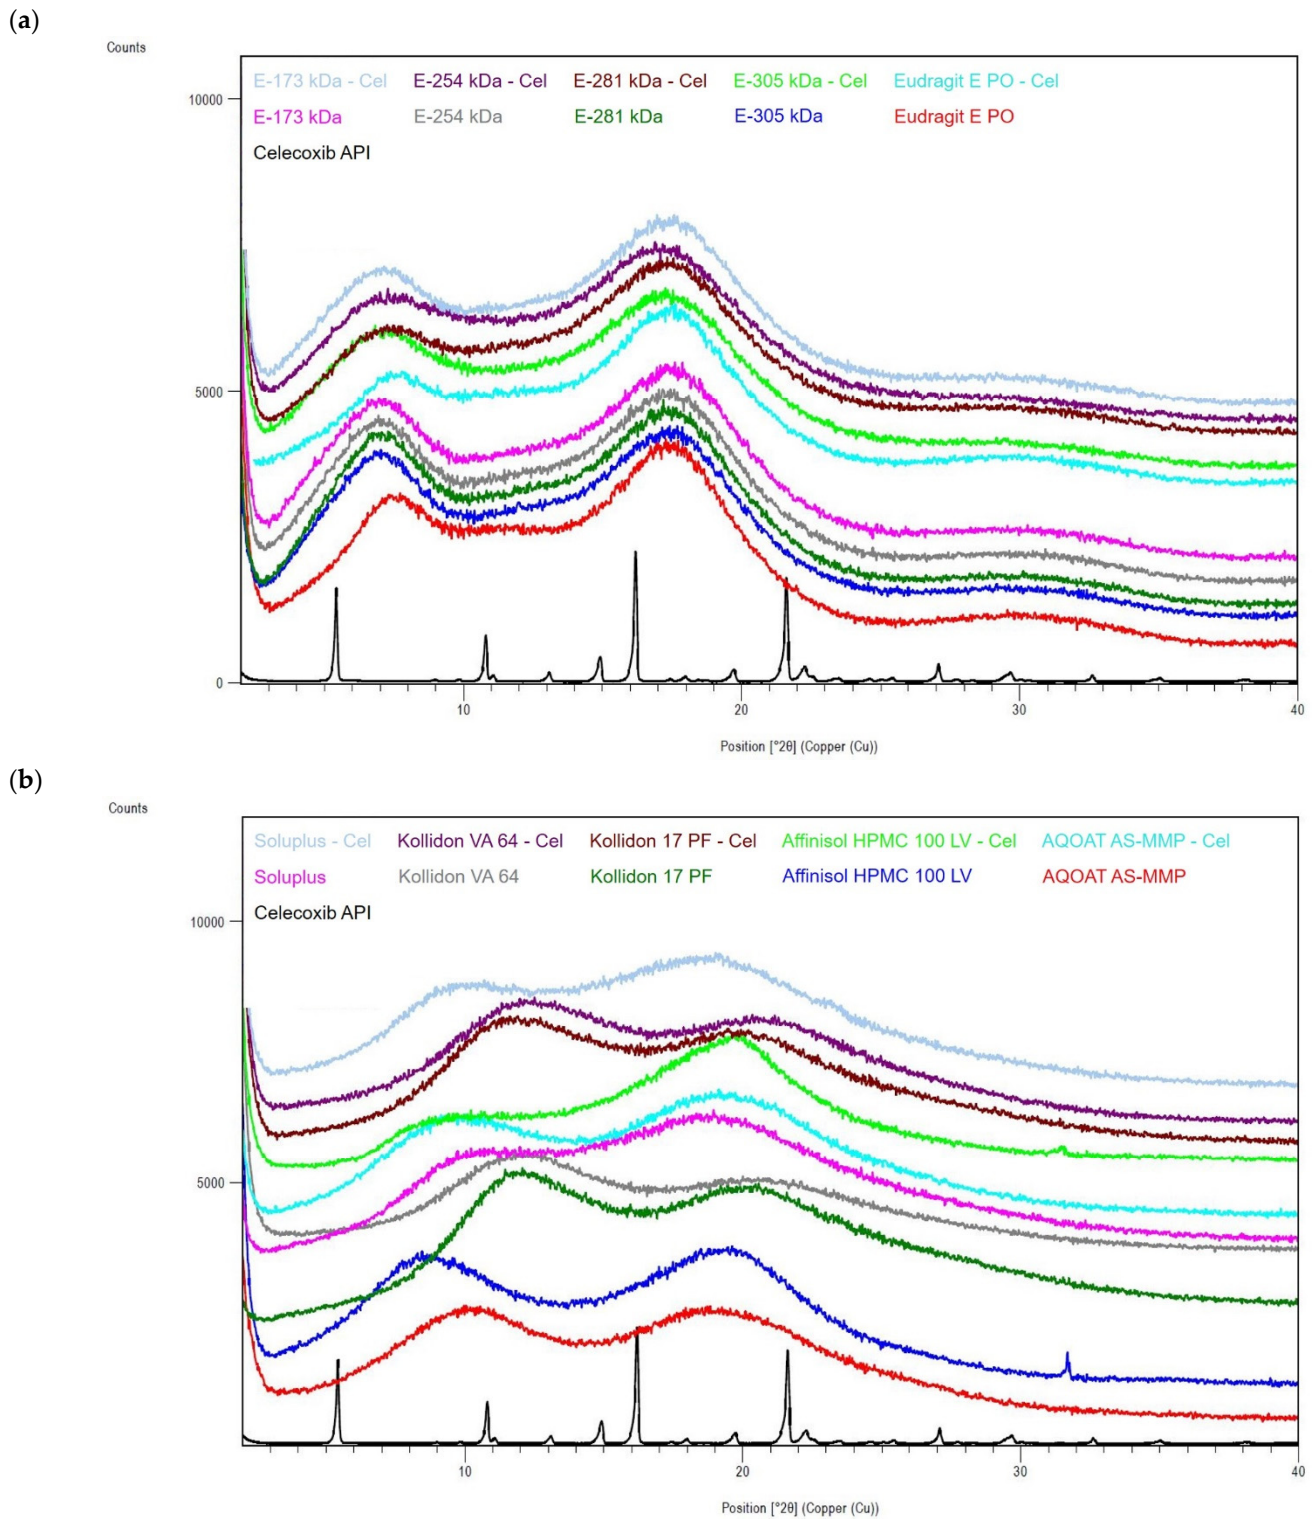 (a)
Counts
E-173 kDa - Cel E-254 kDa - Cel E-281 kDa - Cel E-305 kDa - Cel Eudragit E PO - Cel
10000
E-173 kDa E-254 kDa E-281 kDa E-305 kDa Eudragit E PO
Celecoxib API
5000
0
10 20 30 40
Position [°2θ] (Copper (Cu))
(b)
Counts
Soluplus - Cel Kollidon VA 64 - Cel Kollidon 17 PF - Cel Affinisol HPMC 100 LV - Cel AQOAT AS-MMP - Cel
Soluplus Kollidon VA 64 Kollidon 17 PF Affinisol HPMC 100 LV AQOAT AS-MMP
Celecoxib API
10000
5000
10 20 30 40
Position [°2θ] (Copper (Cu))